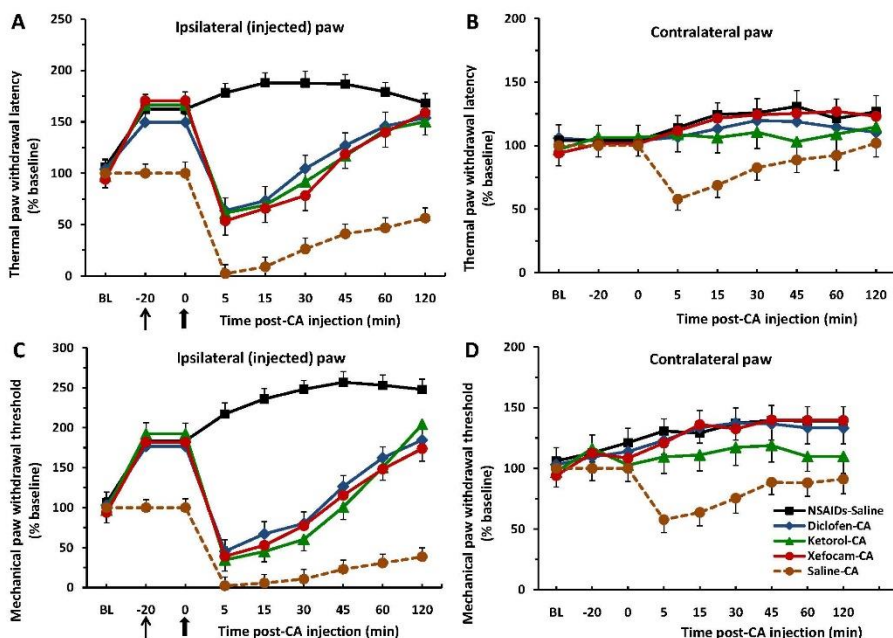 A
Ipsilateral (injected) paw
Thermal paw withdrawal latency
(% baseline)
250
200
150
100
50
0
BL -20 0 5 15 30 45 60 120
Time post-CA injection (min)
B
Contralateral paw
Thermal paw withdrawal latency
(% baseline)
200
150
100
50
0
BL -20 0 5 15 30 45 60 120
Time post-CA injection (min)
C
Ipsilateral (injected) paw
Mechanical paw withdrawal threshold
(% baseline)
300
250
200
150
100
50
0
BL -20 0 5 15 30 45 60 120
Time post-CA injection (min)
D
Contralateral paw
Mechanical paw withdrawal threshold
(% baseline)
200
150
100
50
0
NSAIDs-Saline
Diclofen-CA
Ketorol-CA
Xefocam-CA
Saline-CA
BL -20 0 5 15 30 45 60 120
Time post-CA injection (min)